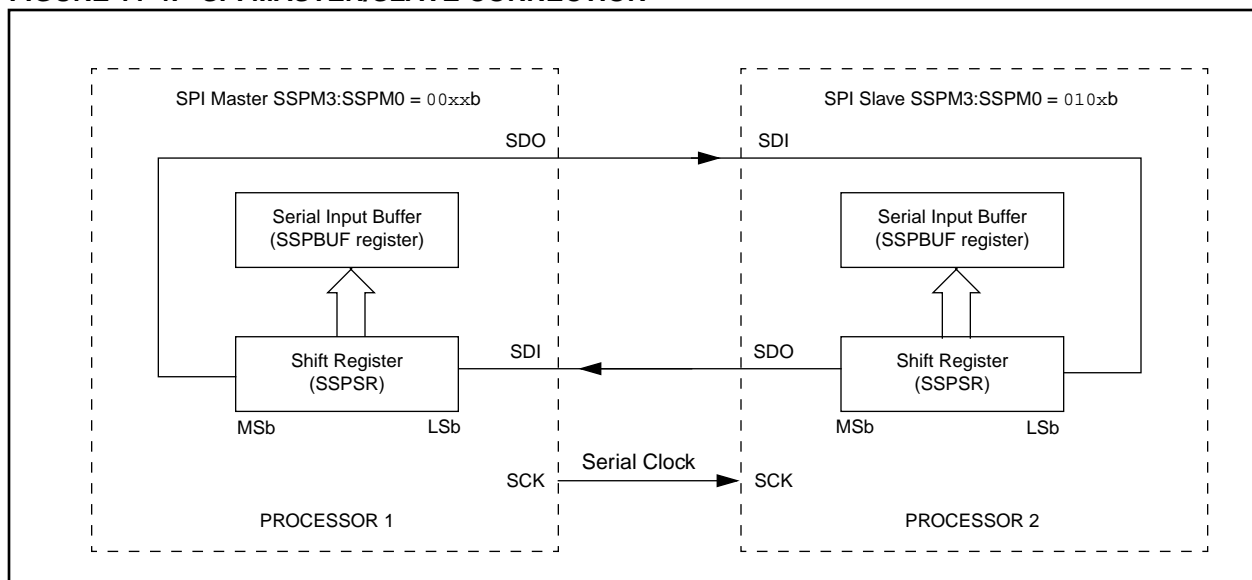 SPI Master SSPM3:SSPM0 = 00xxb
SPI Slave SSPM3:SSPM0 = 010xb
SDO
SDI
Serial Input Buffer
(SSPBUF register)
Serial Input Buffer
(SSPBUF register)
Shift Register
(SSPSR)
MSb
LSb
SDI
SDO
Shift Register
(SSPSR)
MSb
LSb
Serial Clock
SCK
SCK
PROCESSOR 1
PROCESSOR 2